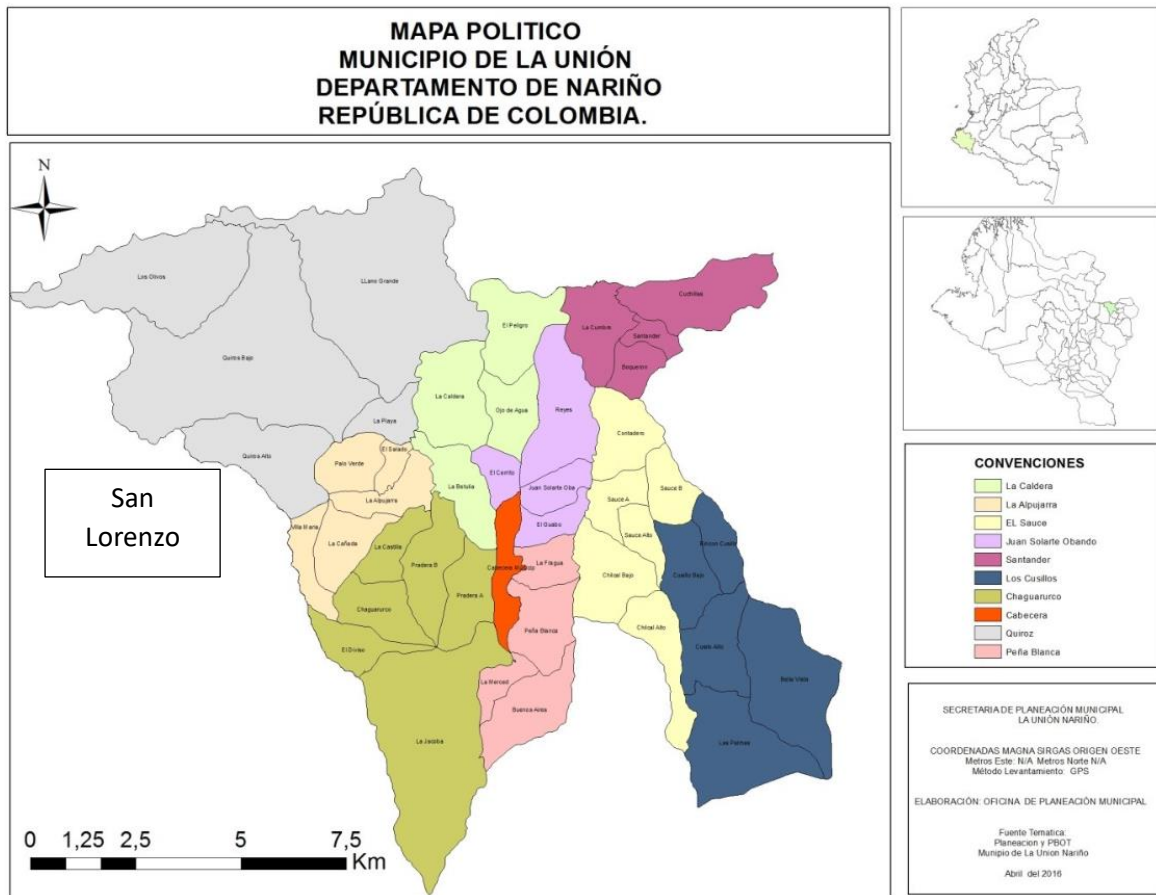 MAPA POLITICO
MUNICIPIO DE LA UNIÓN
DEPARTAMENTO DE NARIÑO
REPÚBLICA DE COLOMBIA.
N
Los Olivos
LLano Grande
Cuchillas
El Peligro
La Cumbre
Santander
Quiroz Bajo
Boqueron
La Caldera
Ojo de Agua
Reyes
La Playa
Contadero
Quiroz Alto
El Salado
Palo Verde
El Corrito
La Betulia
Juan Solarte Oba
Sauce A
Sauce B
La Alpujarra
Villa Maria
El Guabo
Sauce Alto
La Cañada
La Castilla
Pradera B
La Fragua
Chilcal Bajo
Cusillo Bajo
Rincon Cusillo
Chaguarurco
Pradera A
Peña Blanca
Chilcal Alto
El Diviso
Cusillo Alto
La Merced
Bella Vista
Buenos Aires
La Jacoba
Las Palmas
San
Lorenzo
0 1,25 2,5 5 7,5
Km
CONVENCIONES
La Caldera
La Alpujarra
EL Sauce
Juan Solarte Obando
Santander
Los Cusillos
Chaguarurco
Cabecera
Quiroz
Peña Blanca
SECRETARIA DE PLANEACIÓN MUNICIPAL
LA UNIÓN NARIÑO.
COORDENADAS MAGNA SIRGAS ORIGEN OESTE
Metros Este: N/A Metros Norte N/A
Método Levantamiento: GPS
ELABORACIÓN: OFICINA DE PLANEACIÓN MUNICIPAL
Fuente Tematica:
Planeacion y PBOT
Munipio de La Union Nariño
Abril del 2016